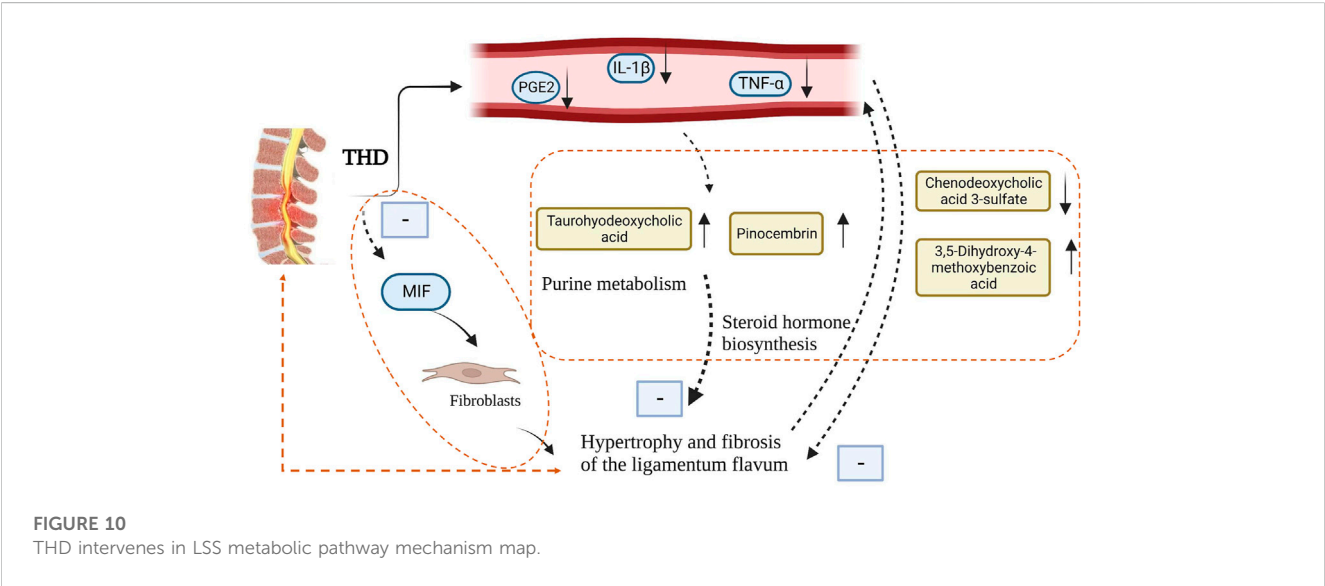 IL-1β
PGE2
TNF-α
THD
-
MIF
Fibroblasts
Taurohyodeoxycholic
acid
Pinocembrin
Chenodeoxycholic
acid 3-sulfate
3,5-Dihydroxy-4-
methoxybenzoic
acid
Purine metabolism
Steroid hormone
biosynthesis
-
Hypertrophy and fibrosis
of the ligamentum flavum
-
FIGURE 10
THD intervenes in LSS metabolic pathway mechanism map.